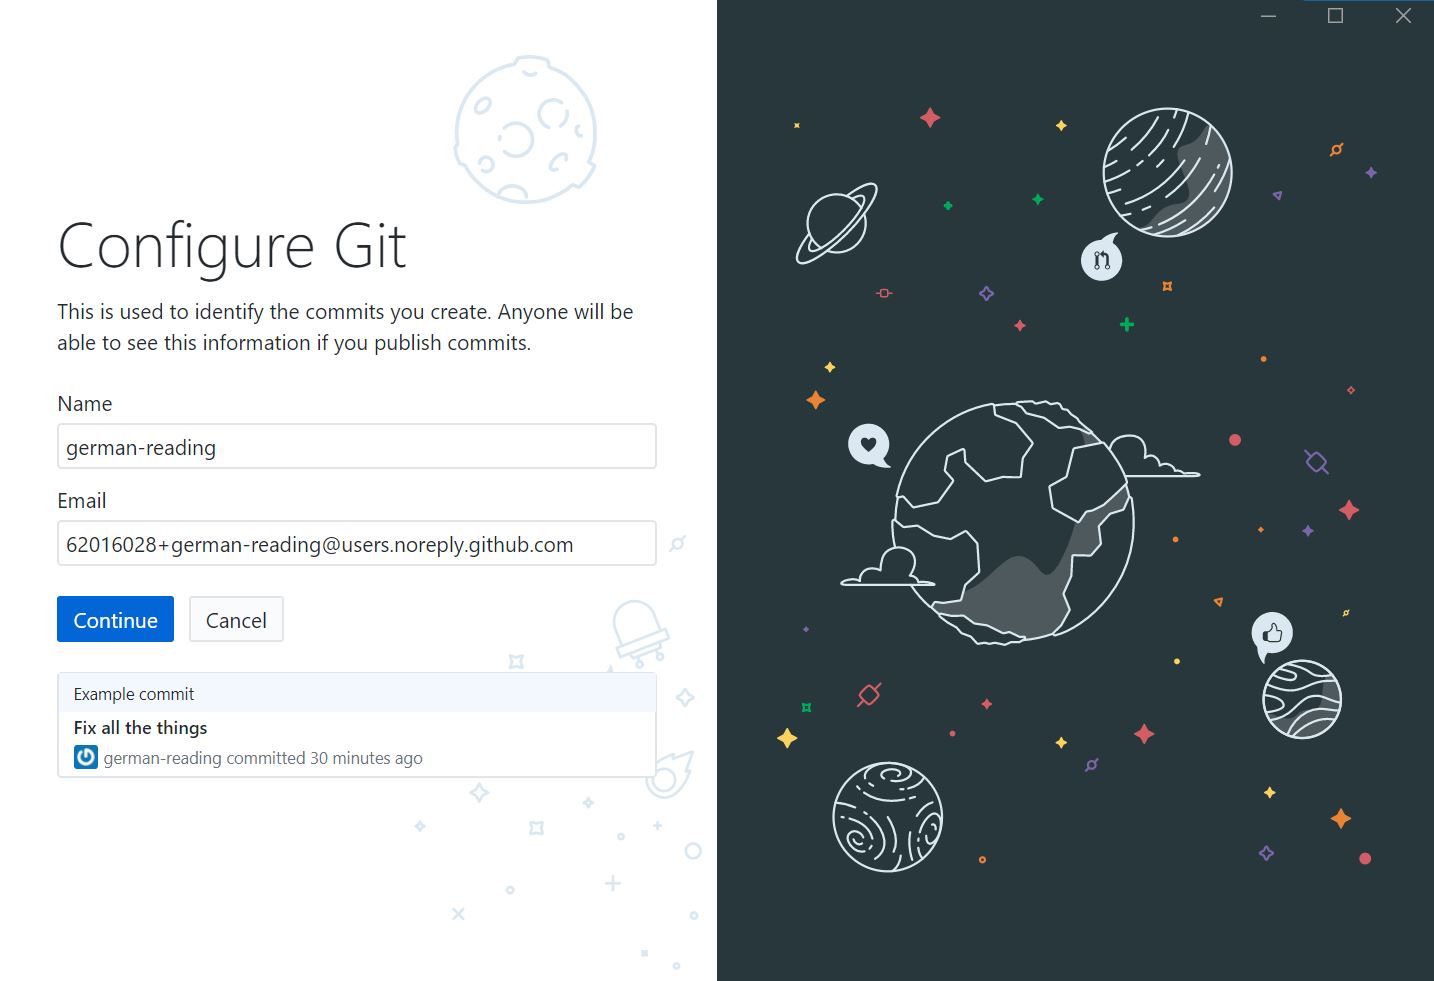 Configure Git
This is used to identify the commits you create. Anyone will be
able to see this information if you publish commits.
Name
german-reading
Email
62016028+german-reading@users.noreply.github.com
Continue
Cancel
Example commit
Fix all the things
german-reading committed 30 minutes ago